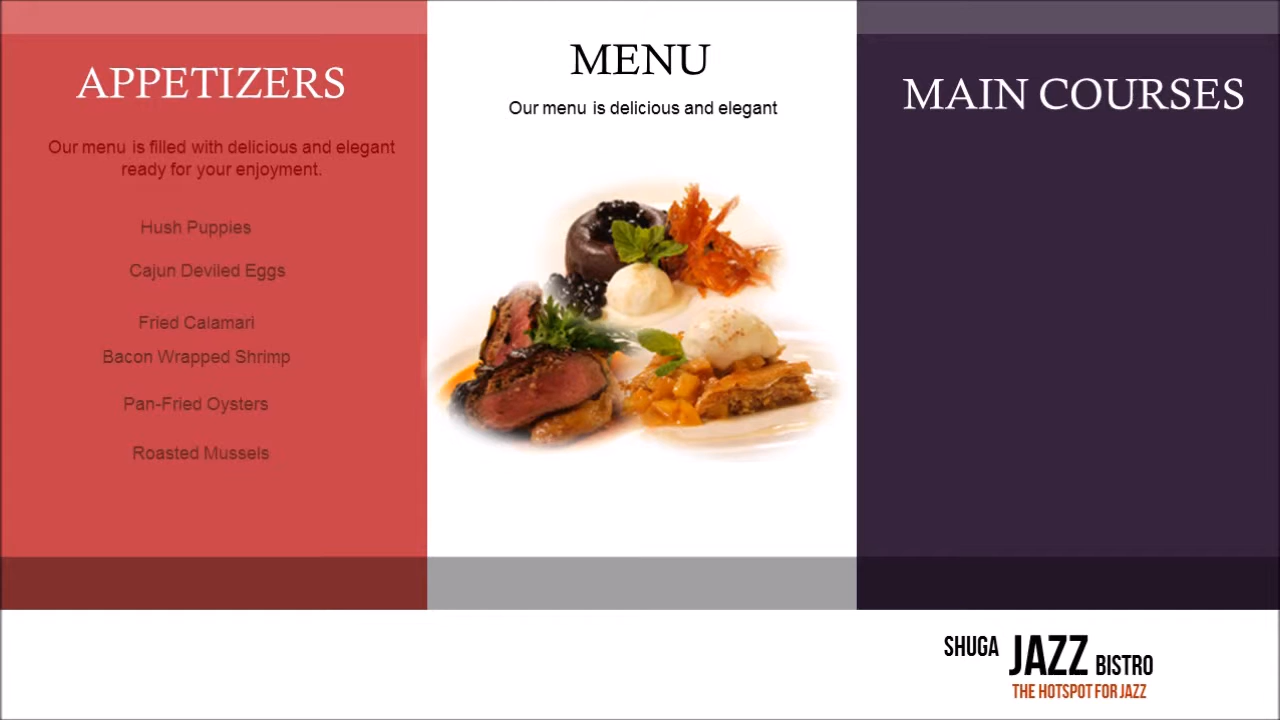 APPETIZERS
Our menu is filled with delicious and elegant
ready for your enjoyment.
Hush Puppies
Cajun Deviled Eggs
Fried Calamari
Bacon Wrapped Shrimp
Pan-Fried Oysters
Roasted Mussels
MENU
Our menu is delicious and elegant
MAIN COURSES
SHUGA JAZZ BISTRO
THE HOTSPOT FOR JAZZ